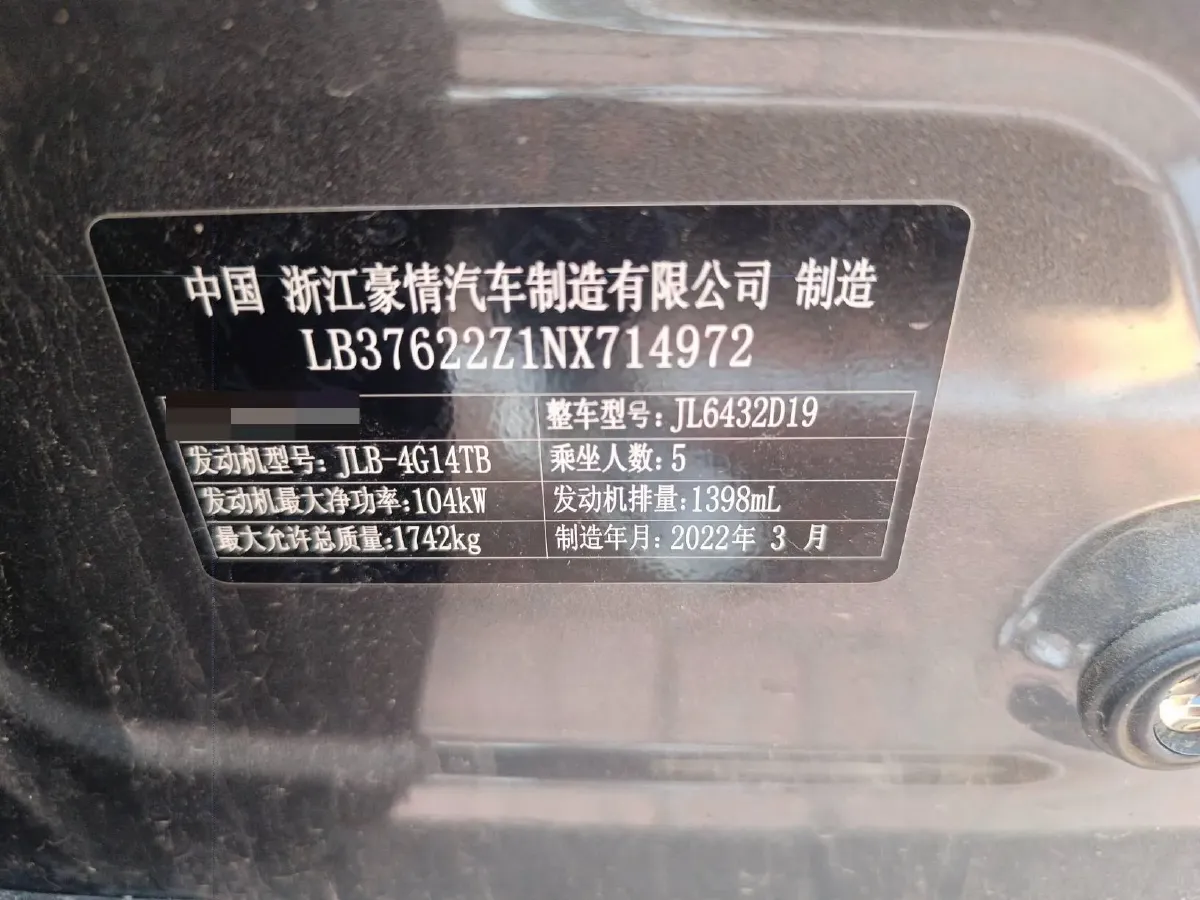 中国 浙江豪情汽车制造有限公司 制造
LB37622Z1NX714972
整车型号:JL6432D19
发动机型号:JLB-4G14TB 乘坐人数:5
发动机最大净功率:104kW 发动机排量:1398mL
最大允许总质量:1742kg 制造年月:2022年 3 月